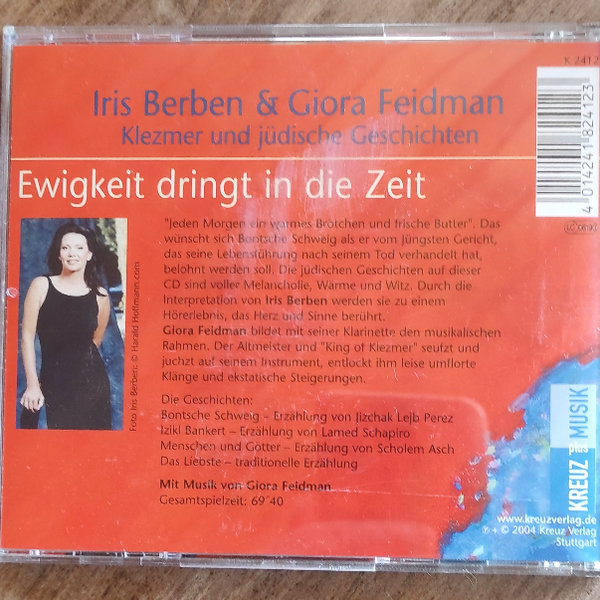 K 2412
Iris Berben & Giora Feidman
Klezmer und jüdische Geschichten
Ewigkeit dringt in die Zeit
4 014241 824123
LC 06190
"Jeden Morgen ein warmes Brötchen und frische Butter". Das
wünscht sich Bontsche Schweig als er vom Jüngsten Gericht,
das seine Lebensführung nach seinem Tod verhandelt hat,
belohnt werden soll. Die jüdischen Geschichten auf dieser
CD sind voller Melancholie, Wärme und Witz. Durch die
Interpretation von Iris Berben werden sie zu einem
Hörerlebnis, das Herz und Sinne berührt.
Giora Feidman bildet mit seiner Klarinette den musikalischen
Rahmen. Der Altmeister und "King of Klezmer" seufzt und
juchzt auf seinem Instrument, entlockt ihm leise umflorte
Klänge und ekstatische Steigerungen.
Foto Iris Berben: © Harald Hoffmann.com
Die Geschichten:
Bontsche Schweig – Erzählung von Jizchak Lejb Perez
Izikl Bankert – Erzählung von Lamed Schapiro
Menschen und Götter – Erzählung von Scholem Asch
Das Liebste – traditionelle Erzählung
Mit Musik von Giora Feidman
Gesamtspielzeit: 69´40
KREUZ PLUS MUSIK
www.kreuzverlag.de
℗ + © 2004 Kreuz Verlag
Stuttgart